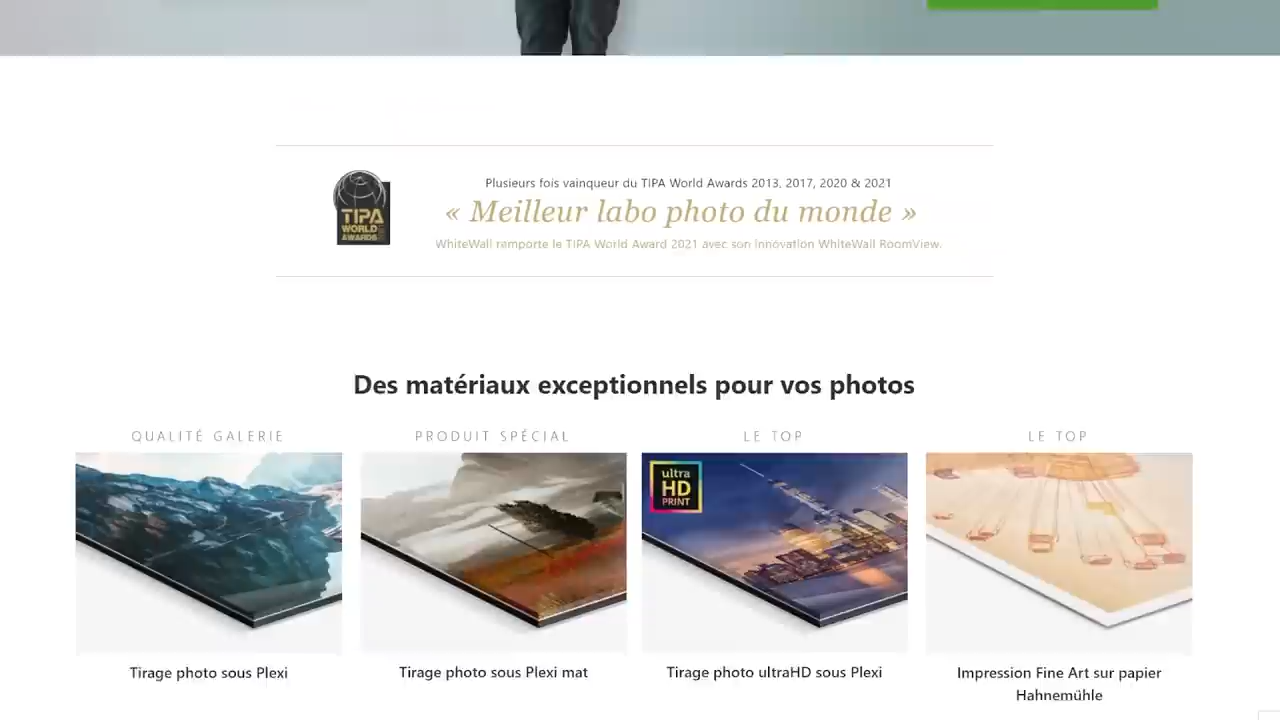 Plusieurs fois vainqueur du TIPA World Awards 2013, 2017, 2020 & 2021
TIPA
WORLD
AWARDS
« Meilleur labo photo du monde »
WhiteWall remporte le TIPA World Award 2021 avec son innovation WhiteWall RoomView.
Des matériaux exceptionnels pour vos photos
QUALITÉ GALERIE
PRODUIT SPÉCIAL
LE TOP
LE TOP
ultra
HD
PRINT
Tirage photo sous Plexi
Tirage photo sous Plexi mat
Tirage photo ultraHD sous Plexi
Impression Fine Art sur papier
Hahnemühle